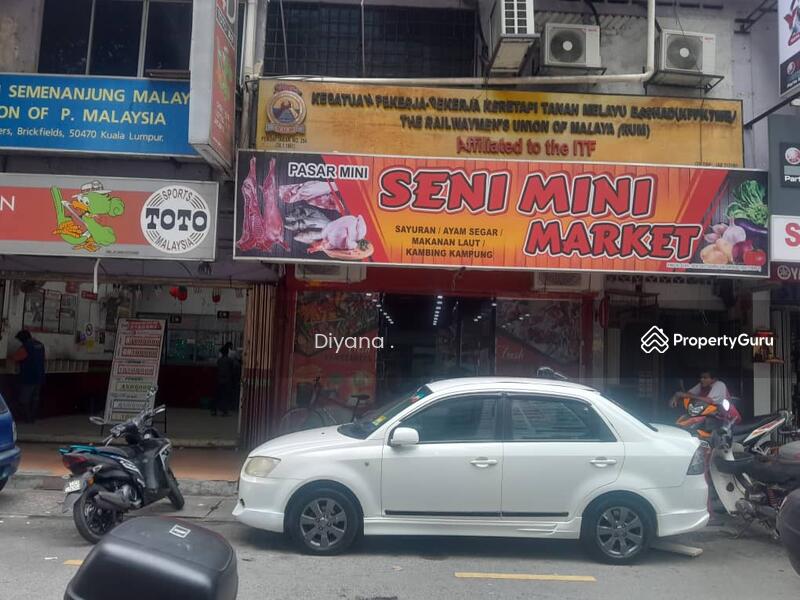 SEMENANJUNG MALAY
ON OF P. MALAYSIA
ers, Brickfields, 50470 Kuala Lumpur.
KESATUAN PEKERJA-PEKERJA KERETAPI TANAH MELAYU BERHAD
THE RAILWAYMEN'S UNION OF MALAYA (RUM)
Affiliated to the ITF
SPORTS
TOTO
MALAYSIA
PASAR MINI
SENI MINI
MARKET
SAYURAN / AYAM SEGAR /
MAKANAN LAUT /
KAMBING KAMPUNG
Fresh
Diyana .
PropertyGuru